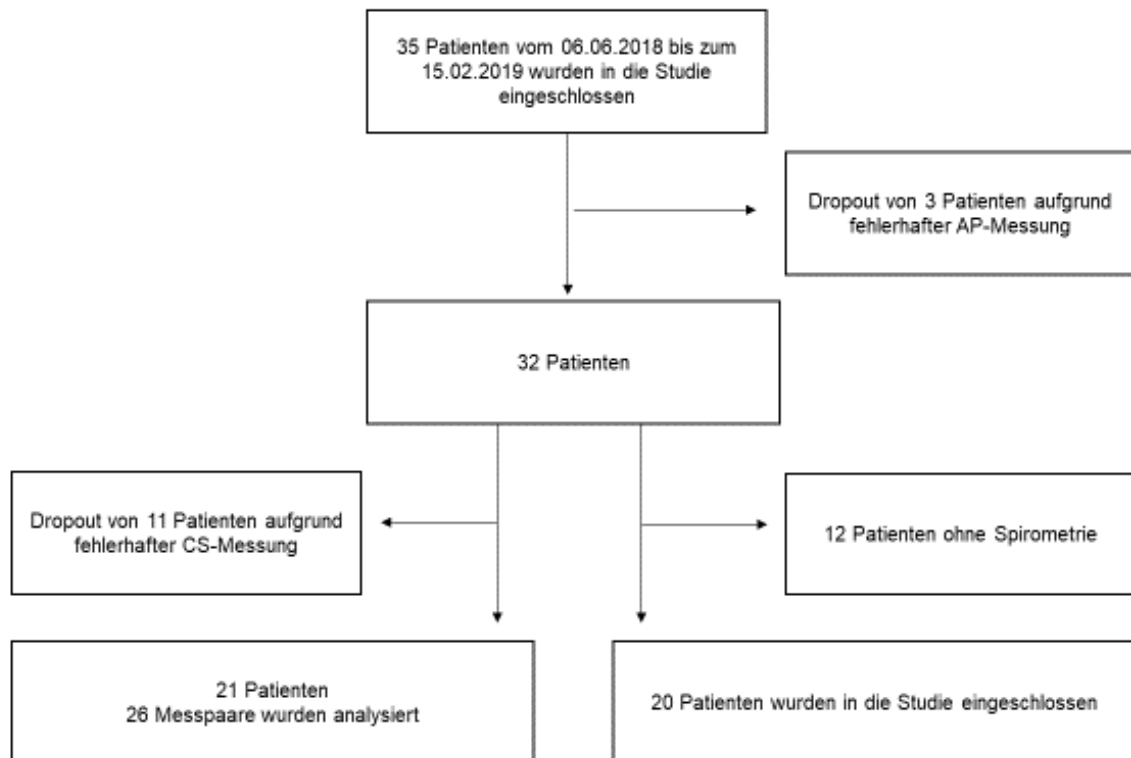 35 Patienten vom 06.06.2018 bis zum
15.02.2019 wurden in die Studie
eingeschlossen
Dropout von 3 Patienten aufgrund
fehlerhafter AP-Messung
32 Patienten
Dropout von 11 Patienten aufgrund
fehlerhafter CS-Messung
12 Patienten ohne Spirometrie
21 Patienten
26 Messpaare wurden analysiert
20 Patienten wurden in die Studie eingeschlossen